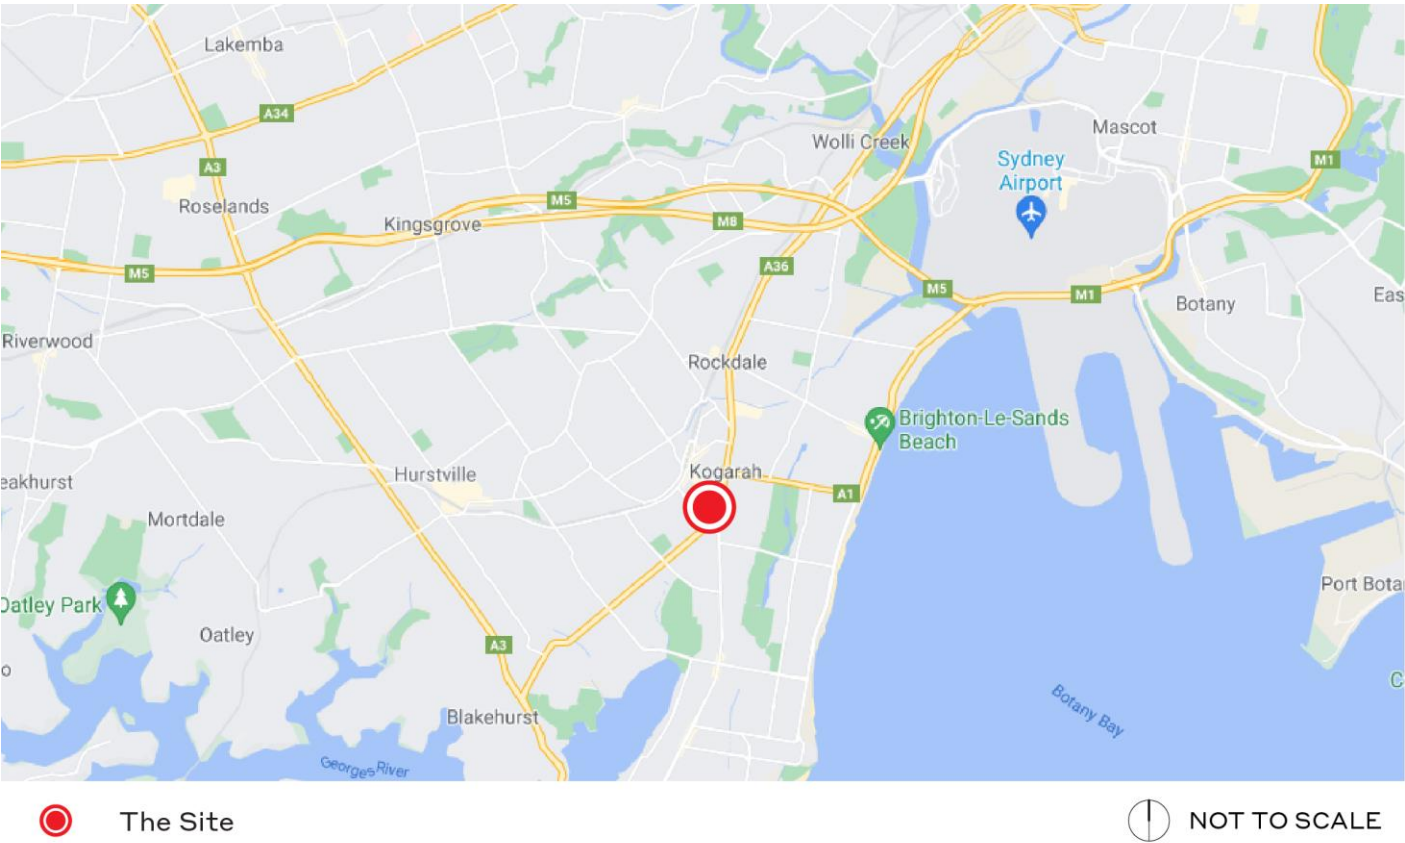 Lakemba
A34
Mascot
Wolli Creek
Sydney
Airport
M1
A3
Roselands
M5
Kingsgrove
M8
A36
M5
M5
M1
Botany
Eas
Riverwood
Rockdale
Brighton-Le-Sands
Beach
Kogarah
Hurstville
eakhurst
A1
Mortdale
Port Bota
Oatley Park
Oatley
A3
o
C
Botany Bay
Blakehurst
Georges River
The Site
NOT TO SCALE